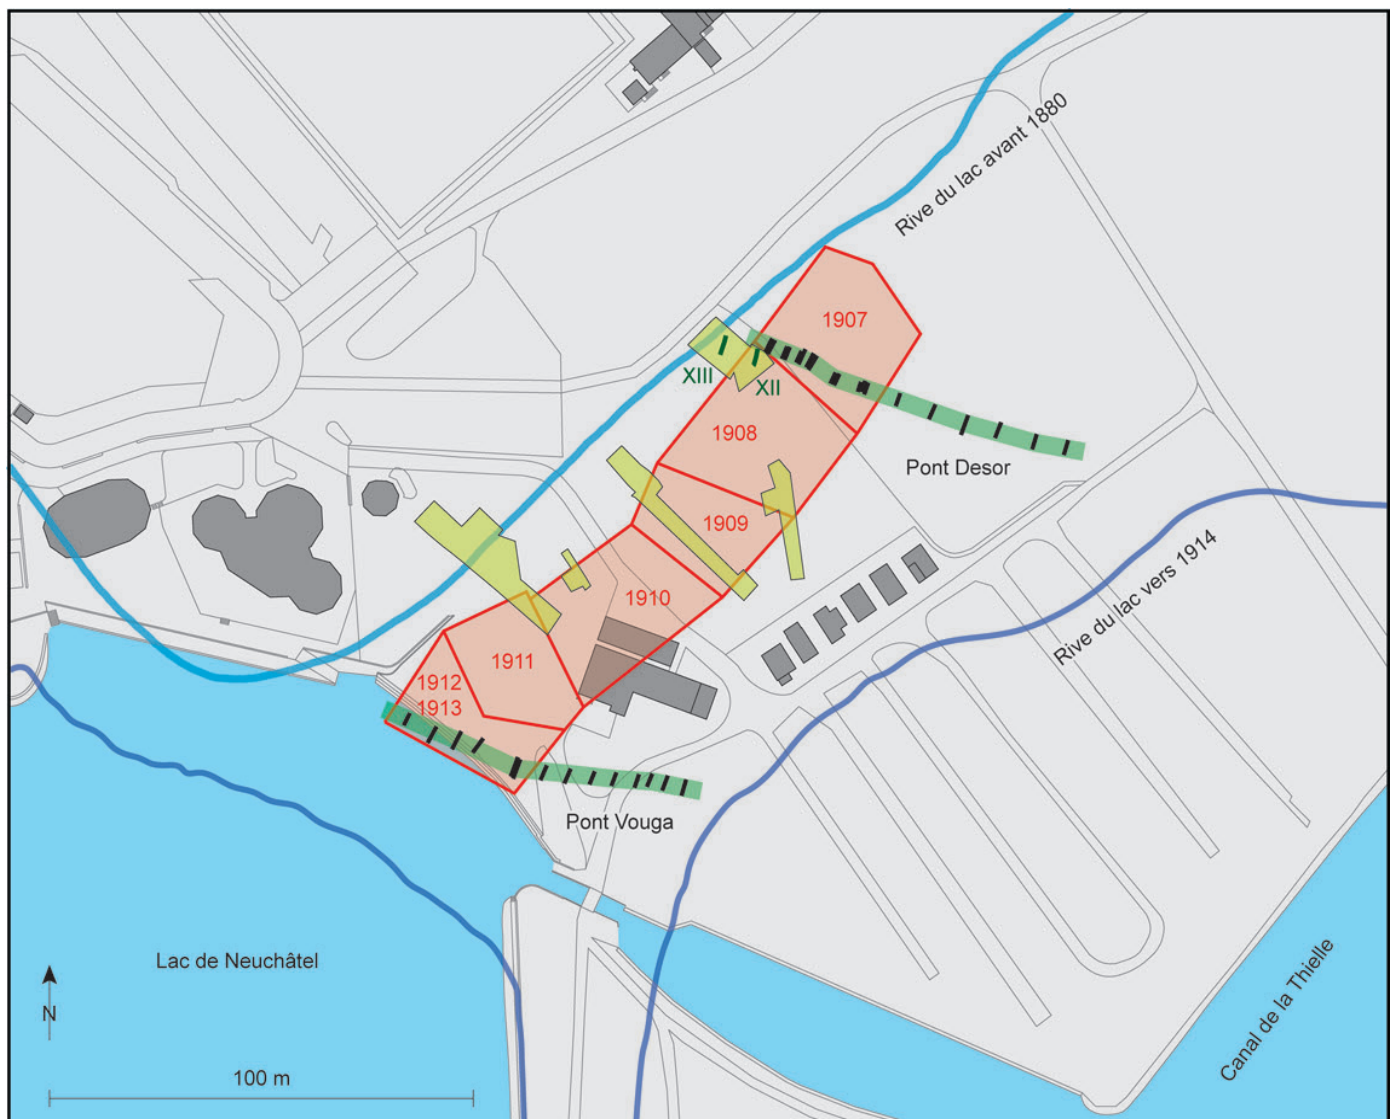 Rive du lac avant 1880
1907
XIII
XII
1908
Pont Desor
1909
Rive du lac vers 1914
1910
1911
1912
1913
Pont Vouga
Lac de Neuchâtel
N
100 m
Canal de la Thielle